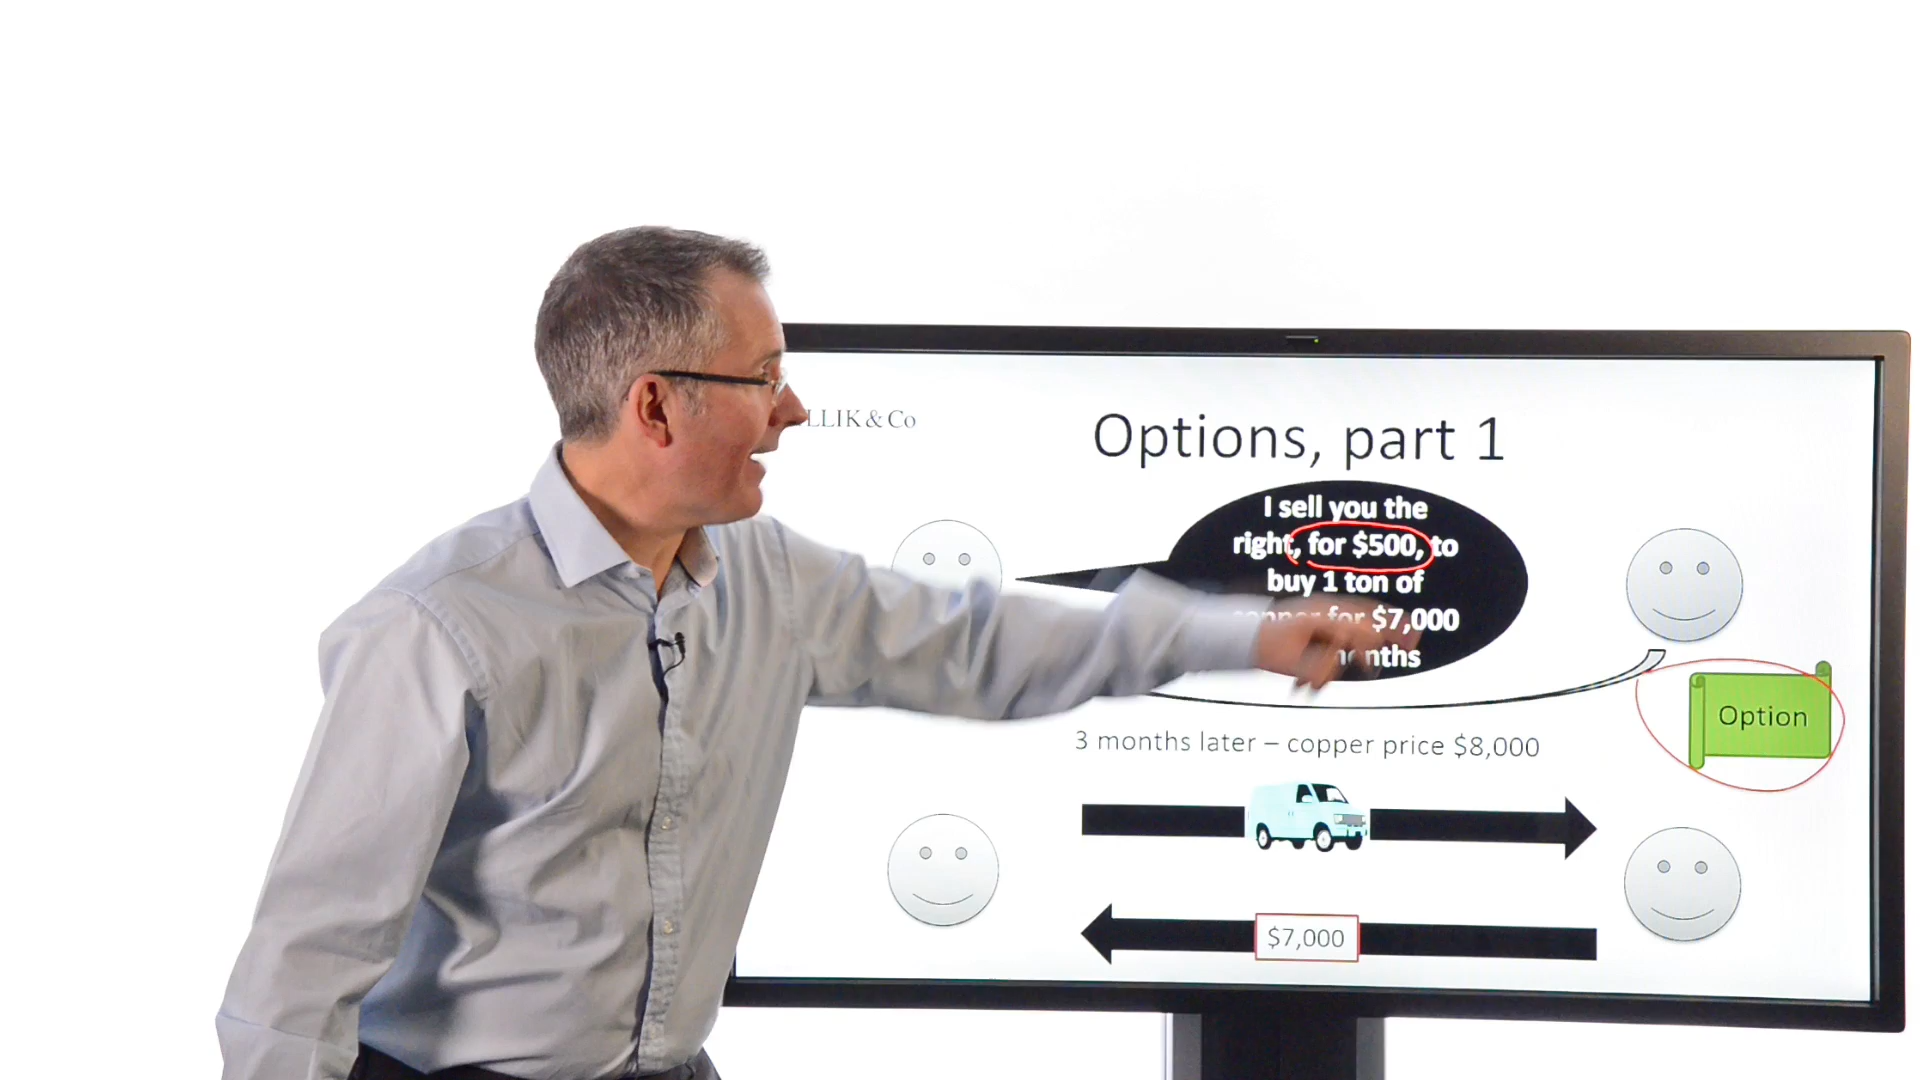 LLIK & Co
Options, part 1
I sell you the
right, for $500, to
buy 1 ton of
for $7,000
3 months later – copper price $8,000
Option
$7,000